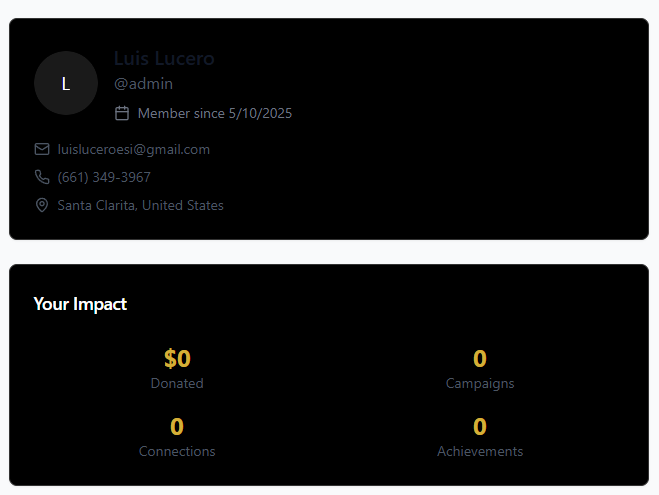 L
Luis Lucero
@admin
Member since 5/10/2025
luisluceroesi@gmail.com
(661) 349-3967
Santa Clarita, United States
Your Impact
$0
Donated
0
Campaigns
0
Connections
0
Achievements